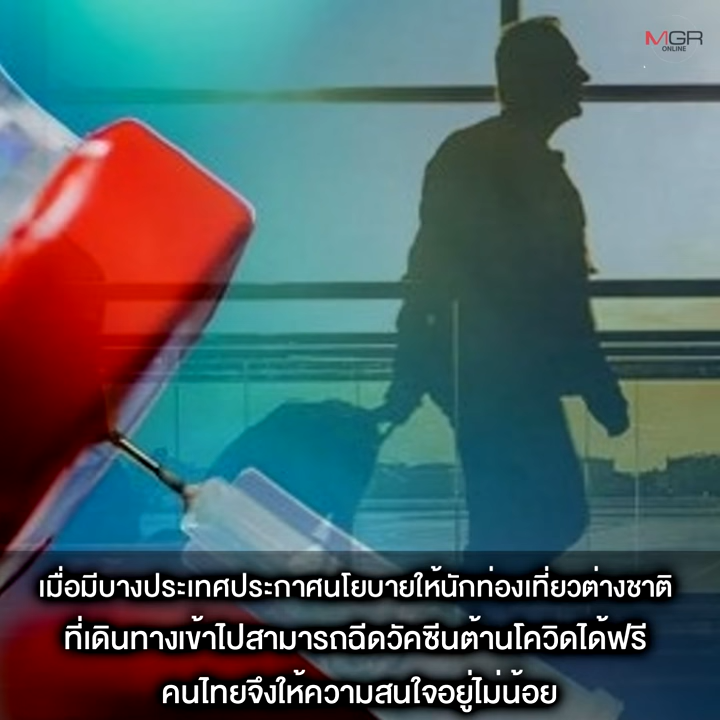 MGR
ONLINE
เมื่อมีบางประเทศประกาศนโยบายให้นักท่องเที่ยวต่างชาติ
ที่เดินทางเข้าไปสามารถฉีดวัคซีนต้านโควิดได้ฟรี
คนไทยจึงให้ความสนใจอยู่ไม่น้อย